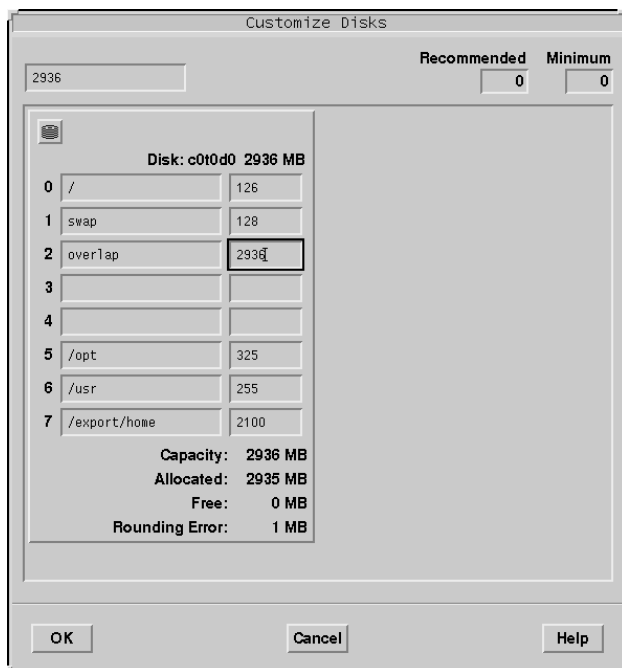 Customize Disks
Recommended Minimum
2936 0 0
Disk: c0t0d0 2936 MB
0 / 126
1 swap 128
2 overlap 2936
3
4
5 /opt 325
6 /usr 255
7 /export/home 2100
Capacity: 2936 MB
Allocated: 2935 MB
Free: 0 MB
Rounding Error: 1 MB
OK Cancel Help